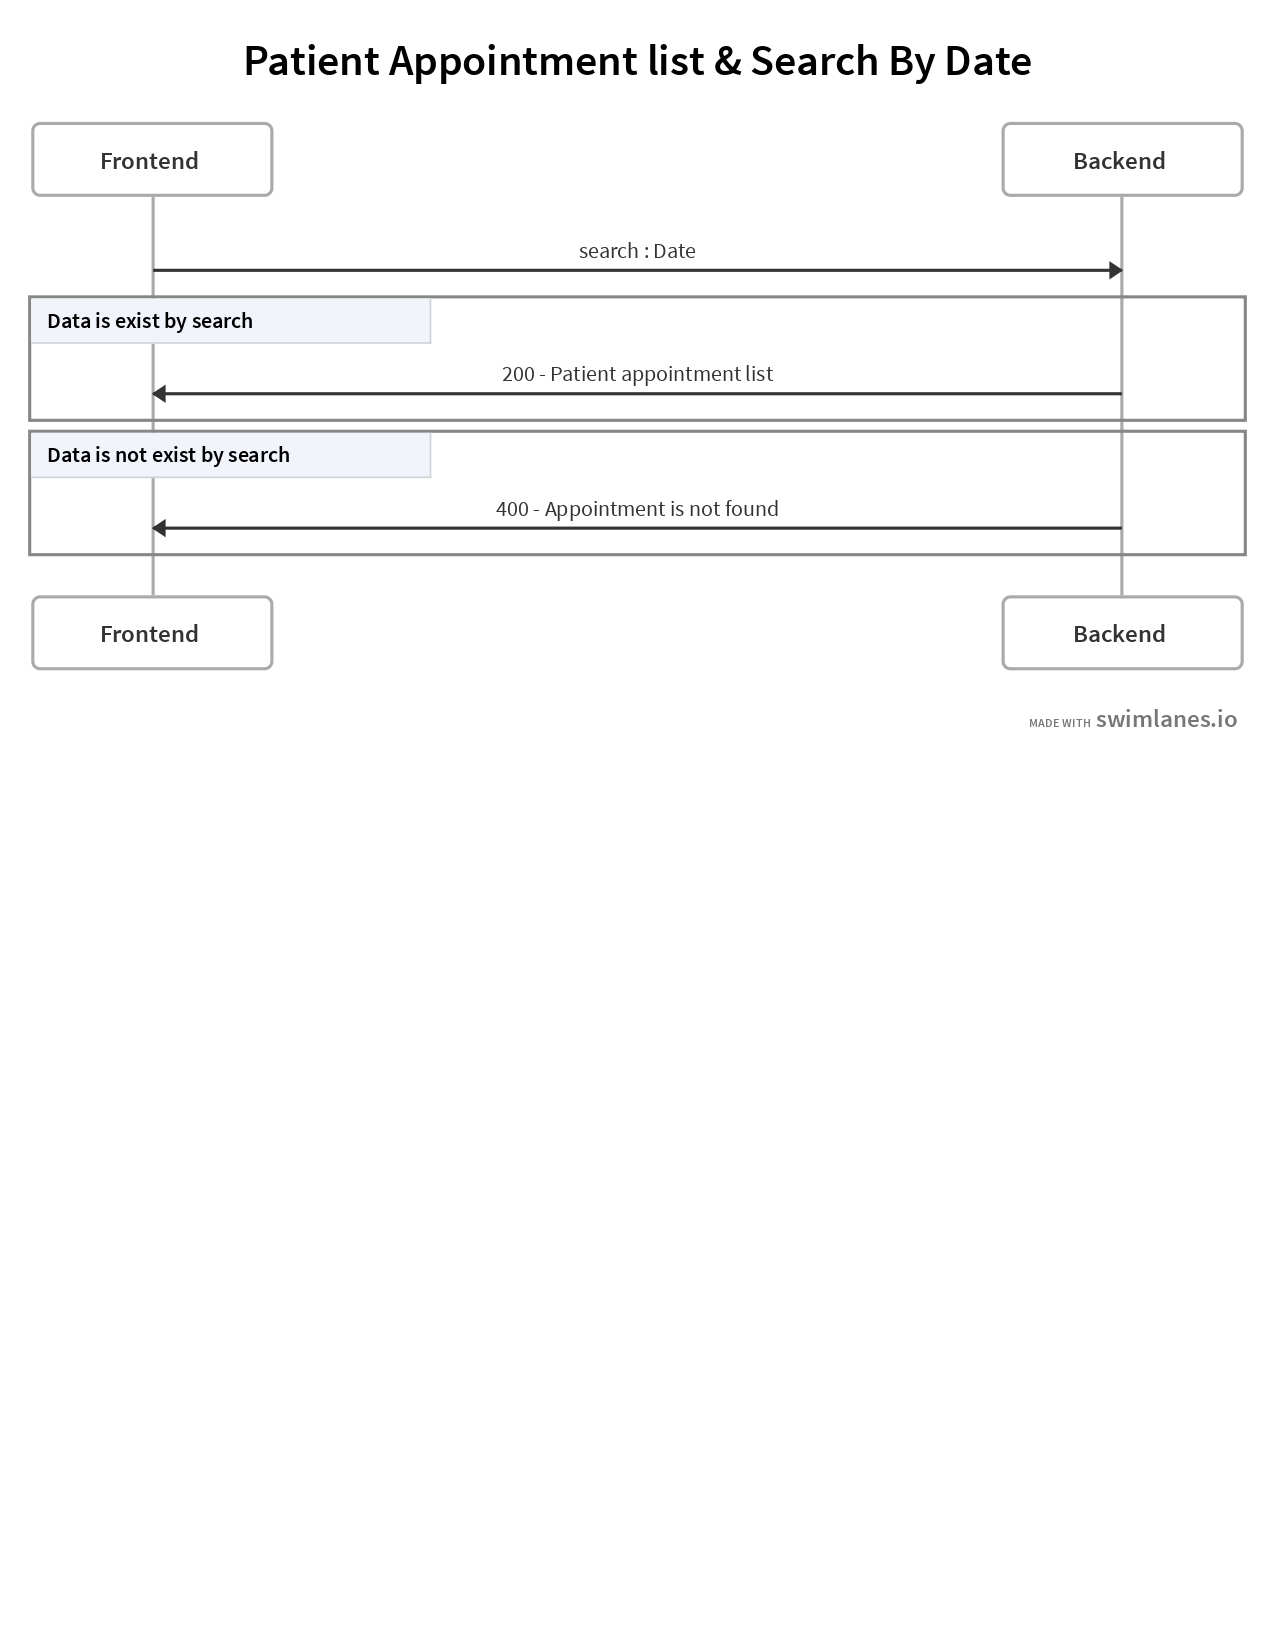 Patient Appointment list & Search By Date
Frontend
Backend
search : Date
Data is exist by search
200 - Patient appointment list
Data is not exist by search
400 - Appointment is not found
Frontend
Backend
MADE WITH swimlanes.io